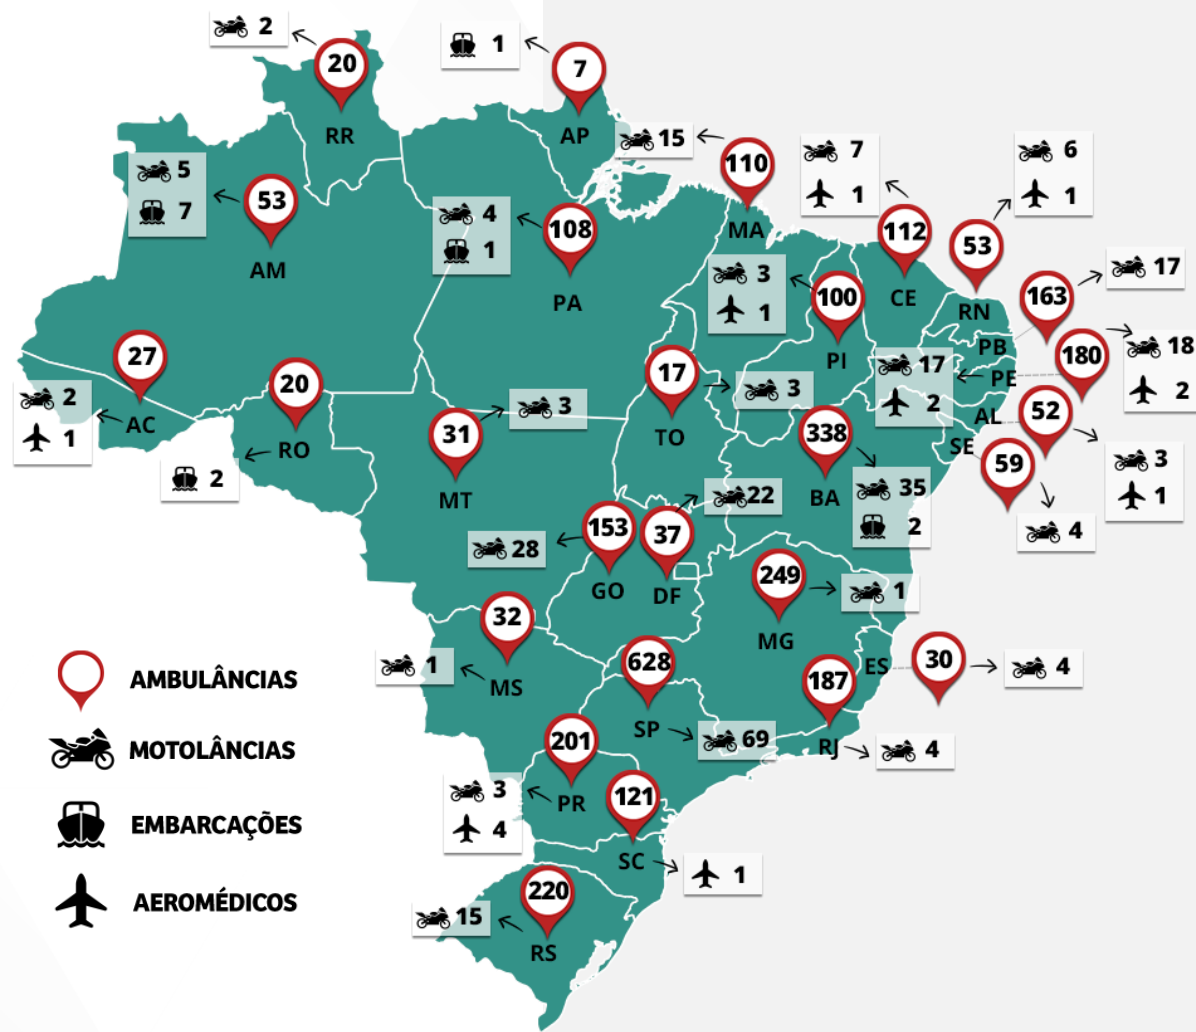 2
20
RR
1
7
AP
15
110
MA
7
1
112
CE
6
1
53
RN
5
7
53
AM
4
1
108
PA
3
1
100
PI
17
163
PB
18
2
180
PE
17
2
27
AC
2
1
20
RO
2
31
MT
3
17
TO
3
338
BA
35
2
AL
52
3
1
SE
59
4
153
GO
28
37
DF
22
249
MG
1
32
MS
1
628
SP
69
187
RJ
4
ES
30
4
201
PR
3
4
121
SC
1
220
RS
15
AMBULÂNCIAS
MOTOLÂNCIAS
EMBARCAÇÕES
AEROMÉDICOS